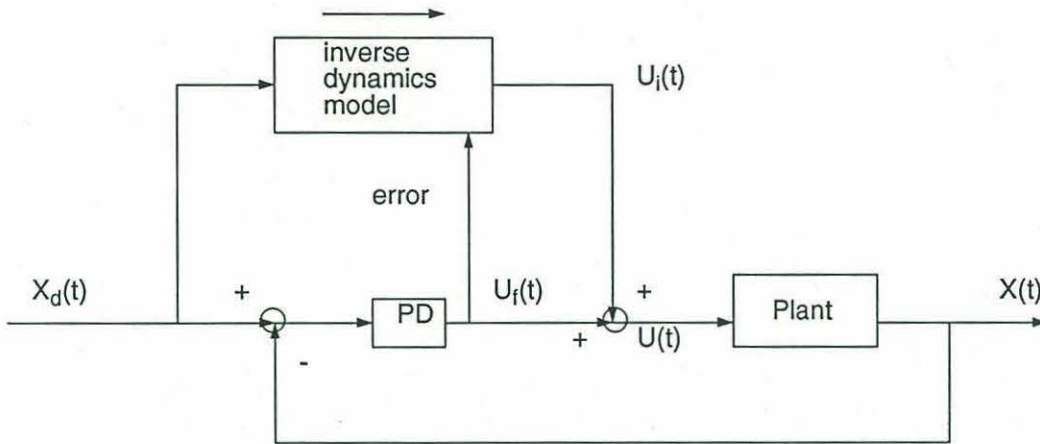 inverse
dynamics
model
U_i(t)
error
X_d(t)
+
PD
U_f(t)
+
+
U(t)
Plant
X(t)
-